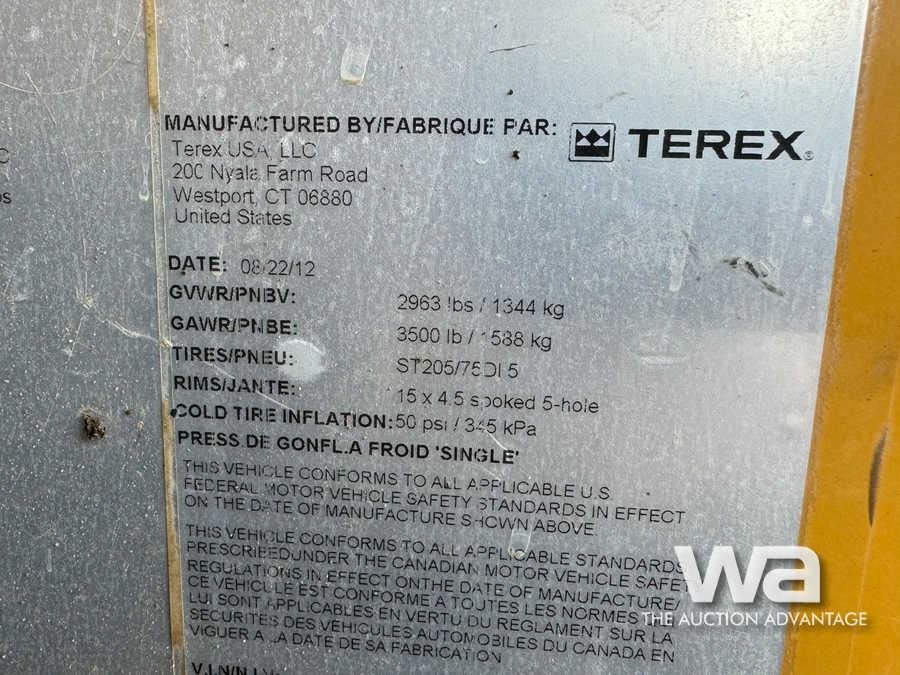 MANUFACTURED BY/FABRIQUE PAR:
TEREX
Terex USA, LLC
200 Nyala Farm Road
Westport, CT 06880
United States
DATE: 08/22/12
GVWR/PNBV: 2963 lbs / 1344 kg
GAWR/PNBE: 3500 lb / 1588 kg
TIRES/PNEU: ST205/75D15
RIMS/JANTE: 15 x 4.5 spoked 5-hole
COLD TIRE INFLATION: 50 psi / 345 kPa
PRESS.DE GONFL.A FROID 'SINGLE'
THIS VEHICLE CONFORMS TO ALL APPLICABLE U.S.
FEDERAL MOTOR VEHICLE SAFETY STANDARDS IN EFFECT
ON THE DATE OF MANUFACTURE SHOWN ABOVE
THIS VEHICLE CONFORMS TO ALL APPLICABLE STANDARDS
PRESCRIBEDUNDER THE CANADIAN MOTOR VEHICLE SAFET
REGULATIONS IN EFFECT ONTHE DATE OF MANUFACTURE/
CE VEHICULE EST CONFORME A TOUTES LES NORMES
LUI SONT APPLICABLES EN VERTU DU REGLAMENT SUR LA
SECURITES DES VEHICULES AUTOMOBILES DU CANADA EN
VIGUER A LA DATE DE SA FABRICATION
wa
THE AUCTION ADVANTAGE